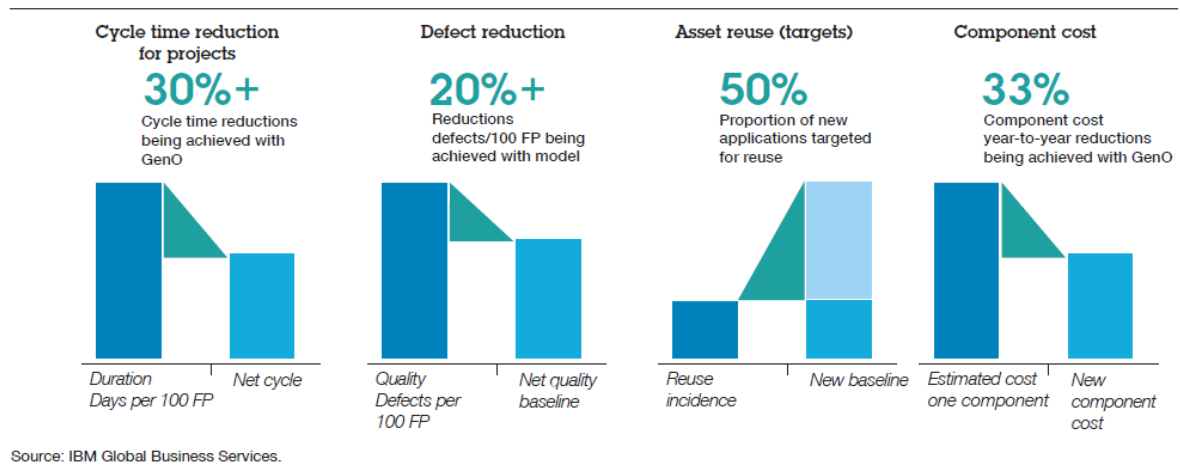 Cycle time reduction
for projects
30%+
Cycle time reductions
being achieved with
GenO
Duration
Days per 100 FP
Net cycle
Defect reduction
20%+
Reductions
defects/100 FP being
achieved with model
Quality
Defects per
100 FP
Net quality
baseline
Asset reuse (targets)
50%
Proportion of new
applications targeted
for reuse
Reuse
incidence
New baseline
Component cost
33%
Component cost
year-to-year reductions
being achieved with GenO
Estimated cost
one component
New
component
cost
Source: IBM Global Business Services.